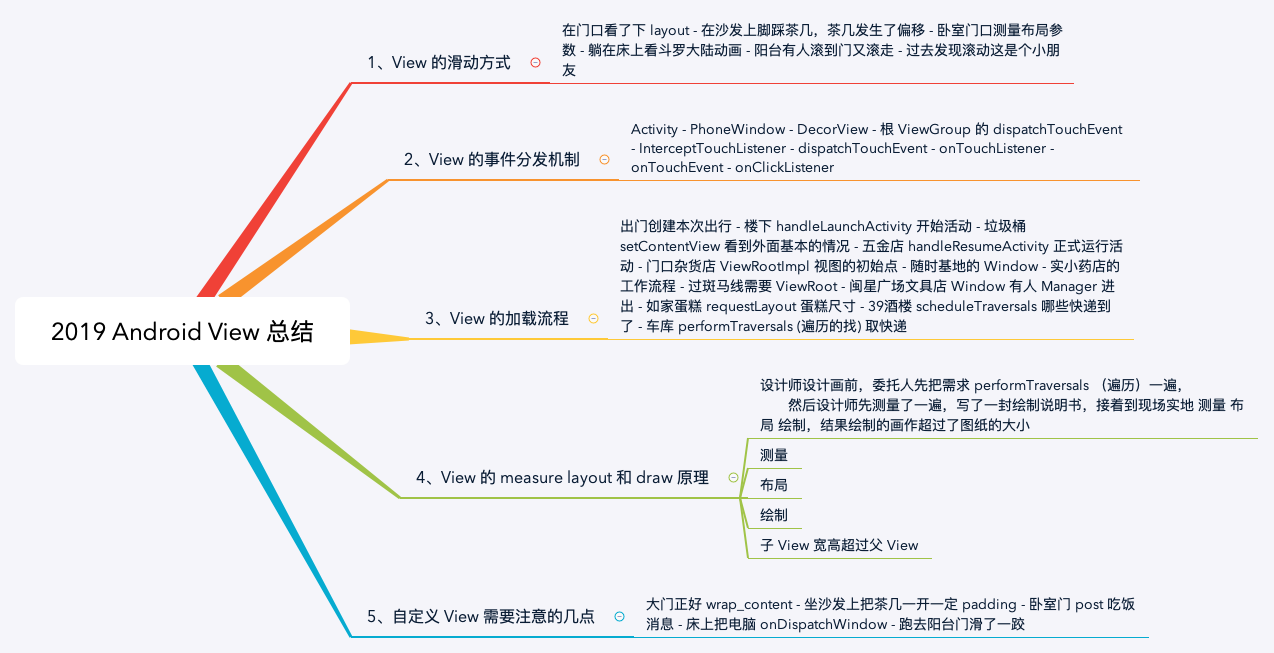 2019 Android View 总结
1、View 的滑动方式
在门口看了下 layout - 在沙发上脚踩茶几，茶几发生了偏移 - 卧室门口测量布局参
数 - 躺在床上看斗罗大陆动画 - 阳台有人滚到门又滚走 - 过去发现滚动这是个小朋
友
2、View 的事件分发机制
Activity - PhoneWindow - DecorView - 根 ViewGroup 的 dispatchTouchEvent
- InterceptTouchListener - dispatchTouchEvent - onTouchListener -
onTouchEvent - onClickListener
3、View 的加载流程
出门创建本次出行 - 楼下 handleLaunchActivity 开始活动 - 垃圾桶
setContentView 看到外面基本的情况 - 五金店 handleResumeActivity 正式运行活
动 - 门口杂货店 ViewRootImpl 视图的初始点 - 随时基地的 Window - 实小药店的
工作流程 - 过斑马线需要 ViewRoot - 闽星广场文具店 Window 有人 Manager 进
出 - 如家蛋糕 requestLayout 蛋糕尺寸 - 39酒楼 scheduleTraversals 哪些快递到
了 - 车库 performTraversals (遍历的找) 取快递
4、View 的 measure layout 和 draw 原理
设计师设计画前，委托人先把需求 performTraversals （遍历）一遍，
然后设计师先测量了一遍，写了一封绘制说明书，接着到现场实地 测量 布
局 绘制，结果绘制的画作超过了图纸的大小
测量
布局
绘制
子 View 宽高超过父 View
5、自定义 View 需要注意的几点
大门正好 wrap_content - 坐沙发上把茶几一开一定 padding - 卧室门 post 吃饭
消息 - 床上把电脑 onDispatchWindow - 跑去阳台门滑了一跤